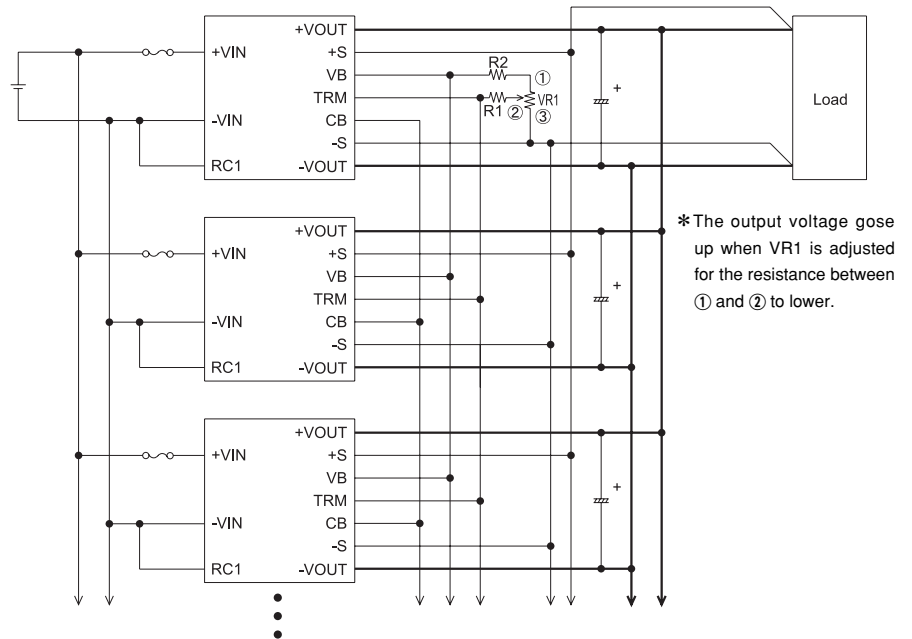 +VOUT
+VIN
+S
R2
①
VB
+
TRM
R1
②
VR1
Load
③
-VIN
CB
-S
RC1
-VOUT
*The output voltage gose
up when VR1 is adjusted
for the resistance between
① and ② to lower.
+VOUT
+VIN
+S
VB
+
TRM
-VIN
CB
-S
RC1
-VOUT
+VOUT
+VIN
+S
VB
+
TRM
-VIN
CB
-S
RC1
-VOUT